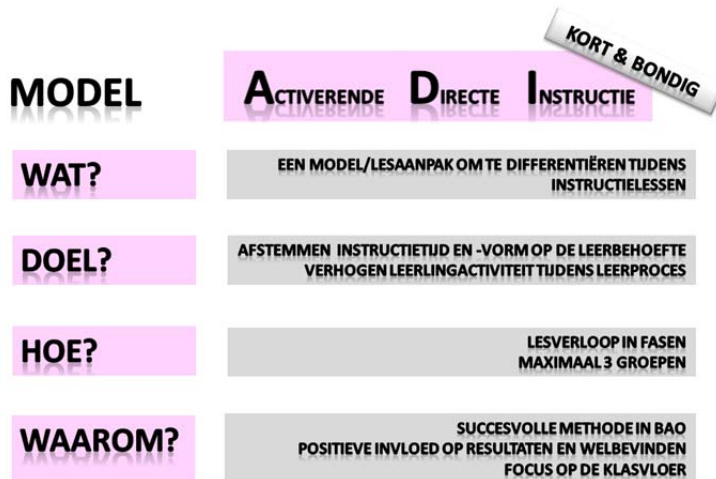 KORT & BONDIG
MODEL
ACTIVERENDE DIRECTE INSTRUCTIE
WAT?
EEN MODEL/LESAANPAK OM TE DIFFERENTIËREN TIJDENS
INSTRUCTIELESSEN
DOEL?
AFSTEMMEN INSTRUCTIETIJD EN -VORM OP DE LEERBEHOEFTE
VERHOGEN LEERLINGACTIVITEIT TIJDENS LEERPROCES
HOE?
LESVERLOOP IN FASEN
MAXIMAAL 3 GROEPEN
WAAROM?
SUCCESVOLLE METHODE IN BAO
POSITIEVE INVLOED OP RESULTATEN EN WELBEVINDEN
FOCUS OP DE KLASVLOER